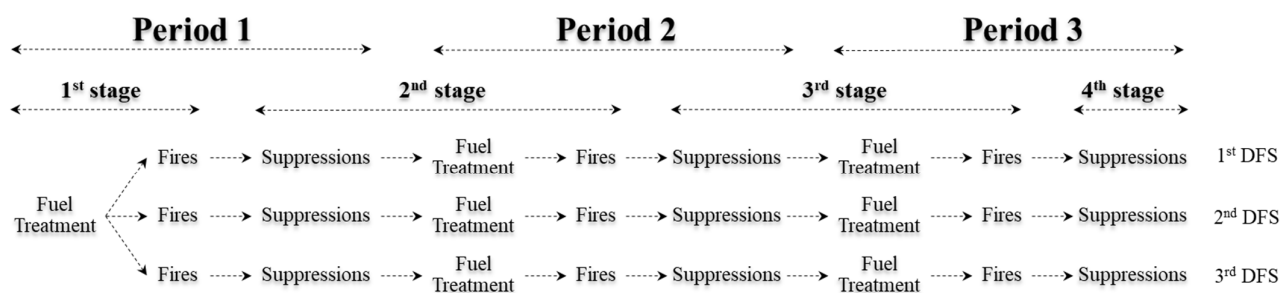 Period 1 Period 2 Period 3
1st stage 2nd stage 3rd stage 4th stage
Fires Suppressions Fuel Treatment Fires Suppressions Fuel Treatment Fires Suppressions 1st DFS
Fuel Treatment Fires Suppressions Fuel Treatment Fires Suppressions Fuel Treatment Fires Suppressions 2nd DFS
Fires Suppressions Fuel Treatment Fires Suppressions Fuel Treatment Fires Suppressions 3rd DFS